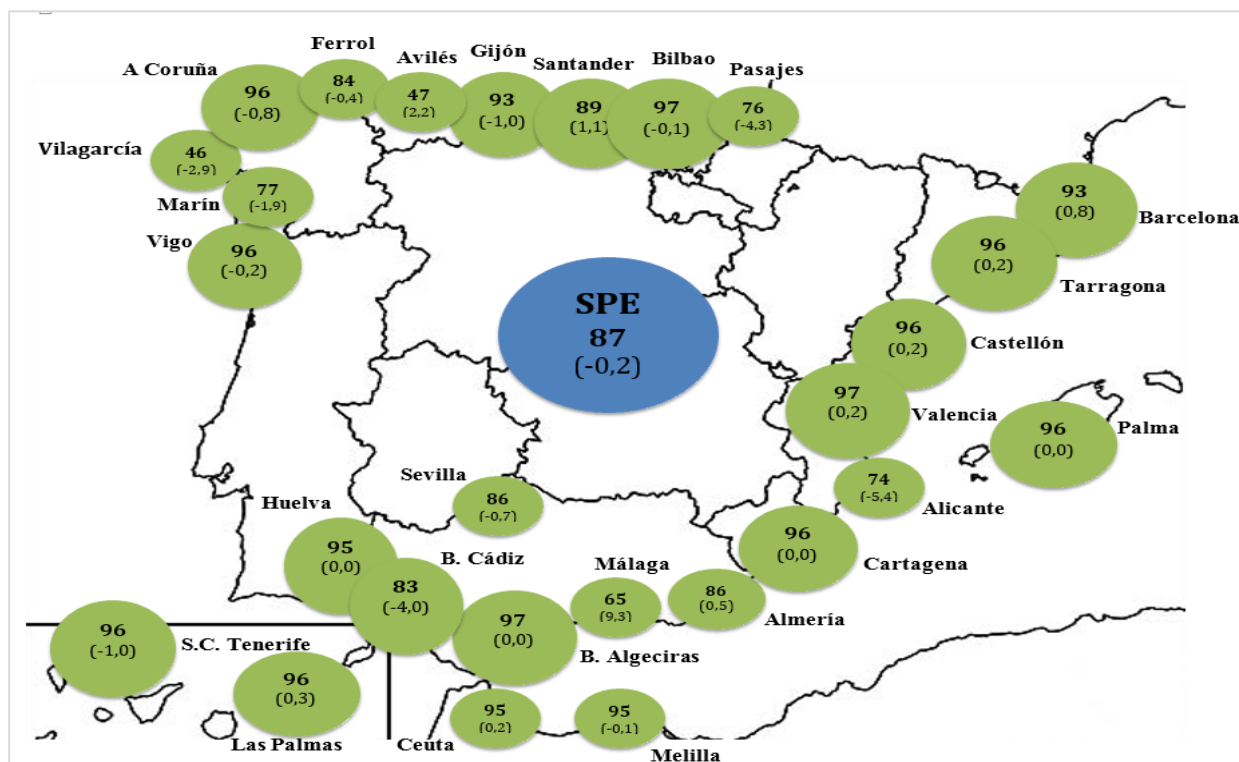 Ferrol
84
(-0,4)
A Coruña
96
(-0,8)
Avilés
47
(2,2)
Gijón
93
(-1,0)
Santander
89
(1,1)
Bilbao
97
(-0,1)
Pasajes
76
(-4,3)
Vilagarcía
46
(-2,9)
Marín
77
(-1,9)
Vigo
96
(-0,2)
93
(0,8)
Barcelona
96
(0,2)
Tarragona
SPE
87
(-0,2)
96
(0,2)
Castellón
97
(0,2)
Valencia
96
(0,0)
Palma
74
(-5,4)
Alicante
Sevilla
86
(-0,7)
Huelva
95
(0,0)
B. Cádiz
83
(-4,0)
96
(0,0)
Cartagena
Málaga
65
(9,3)
86
(0,5)
Almería
97
(0,0)
B. Algeciras
96
(-1,0)
S.C. Tenerife
96
(0,3)
Las Palmas
95
(0,2)
Ceuta
95
(-0,1)
Melilla